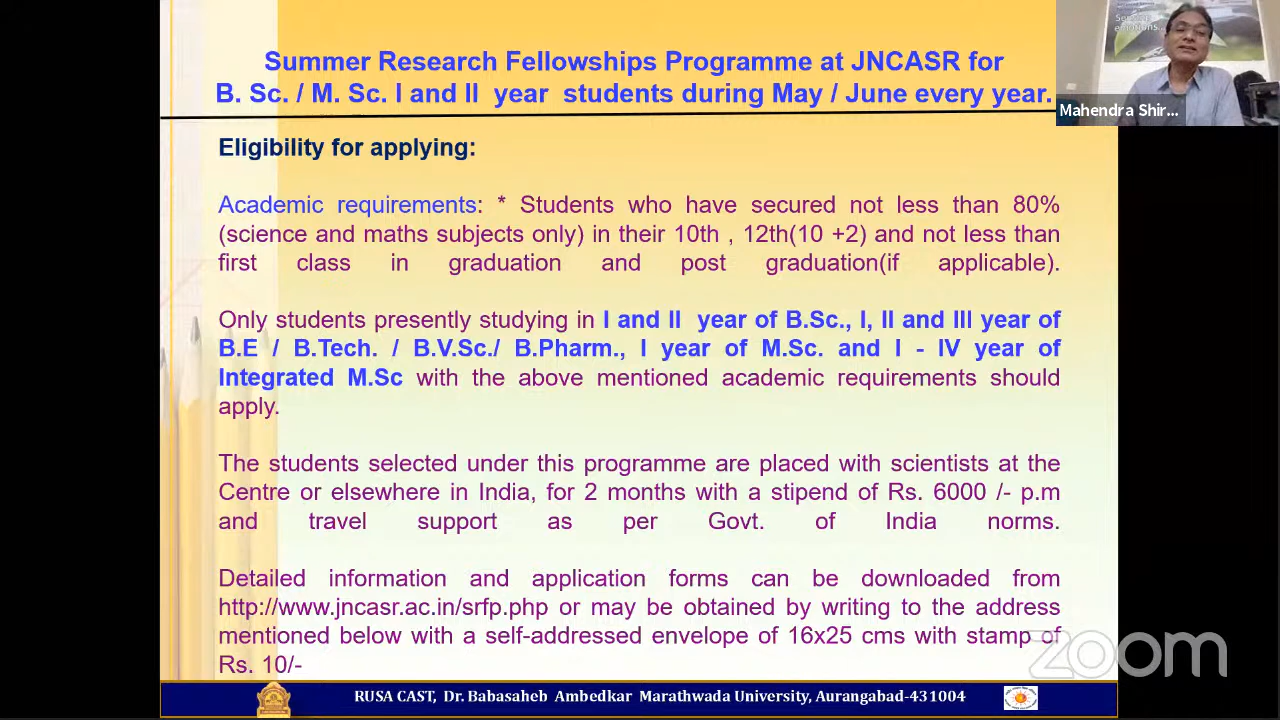 Summer Research Fellowships Programme at JNCASR for
B. Sc. / M. Sc. I and II year students during May / June every year.
Mahendra Shir...
Eligibility for applying:
Academic requirements: * Students who have secured not less than 80%
(science and maths subjects only) in their 10th , 12th(10 +2) and not less than
first class in graduation and post graduation(if applicable).
Only students presently studying in I and II year of B.Sc., I, II and III year of
B.E / B.Tech. / B.V.Sc./ B.Pharm., I year of M.Sc. and I - IV year of
Integrated M.Sc with the above mentioned academic requirements should
apply.
The students selected under this programme are placed with scientists at the
Centre or elsewhere in India, for 2 months with a stipend of Rs. 6000 /- p.m
and travel support as per Govt. of India norms.
Detailed information and application forms can be downloaded from
http://www.jncasr.ac.in/srfp.php or may be obtained by writing to the address
mentioned below with a self-addressed envelope of 16x25 cms with stamp of
Rs. 10/-
zoom
RUSA CAST, Dr. Babasaheb Ambedkar Marathwada University, Aurangabad-431004